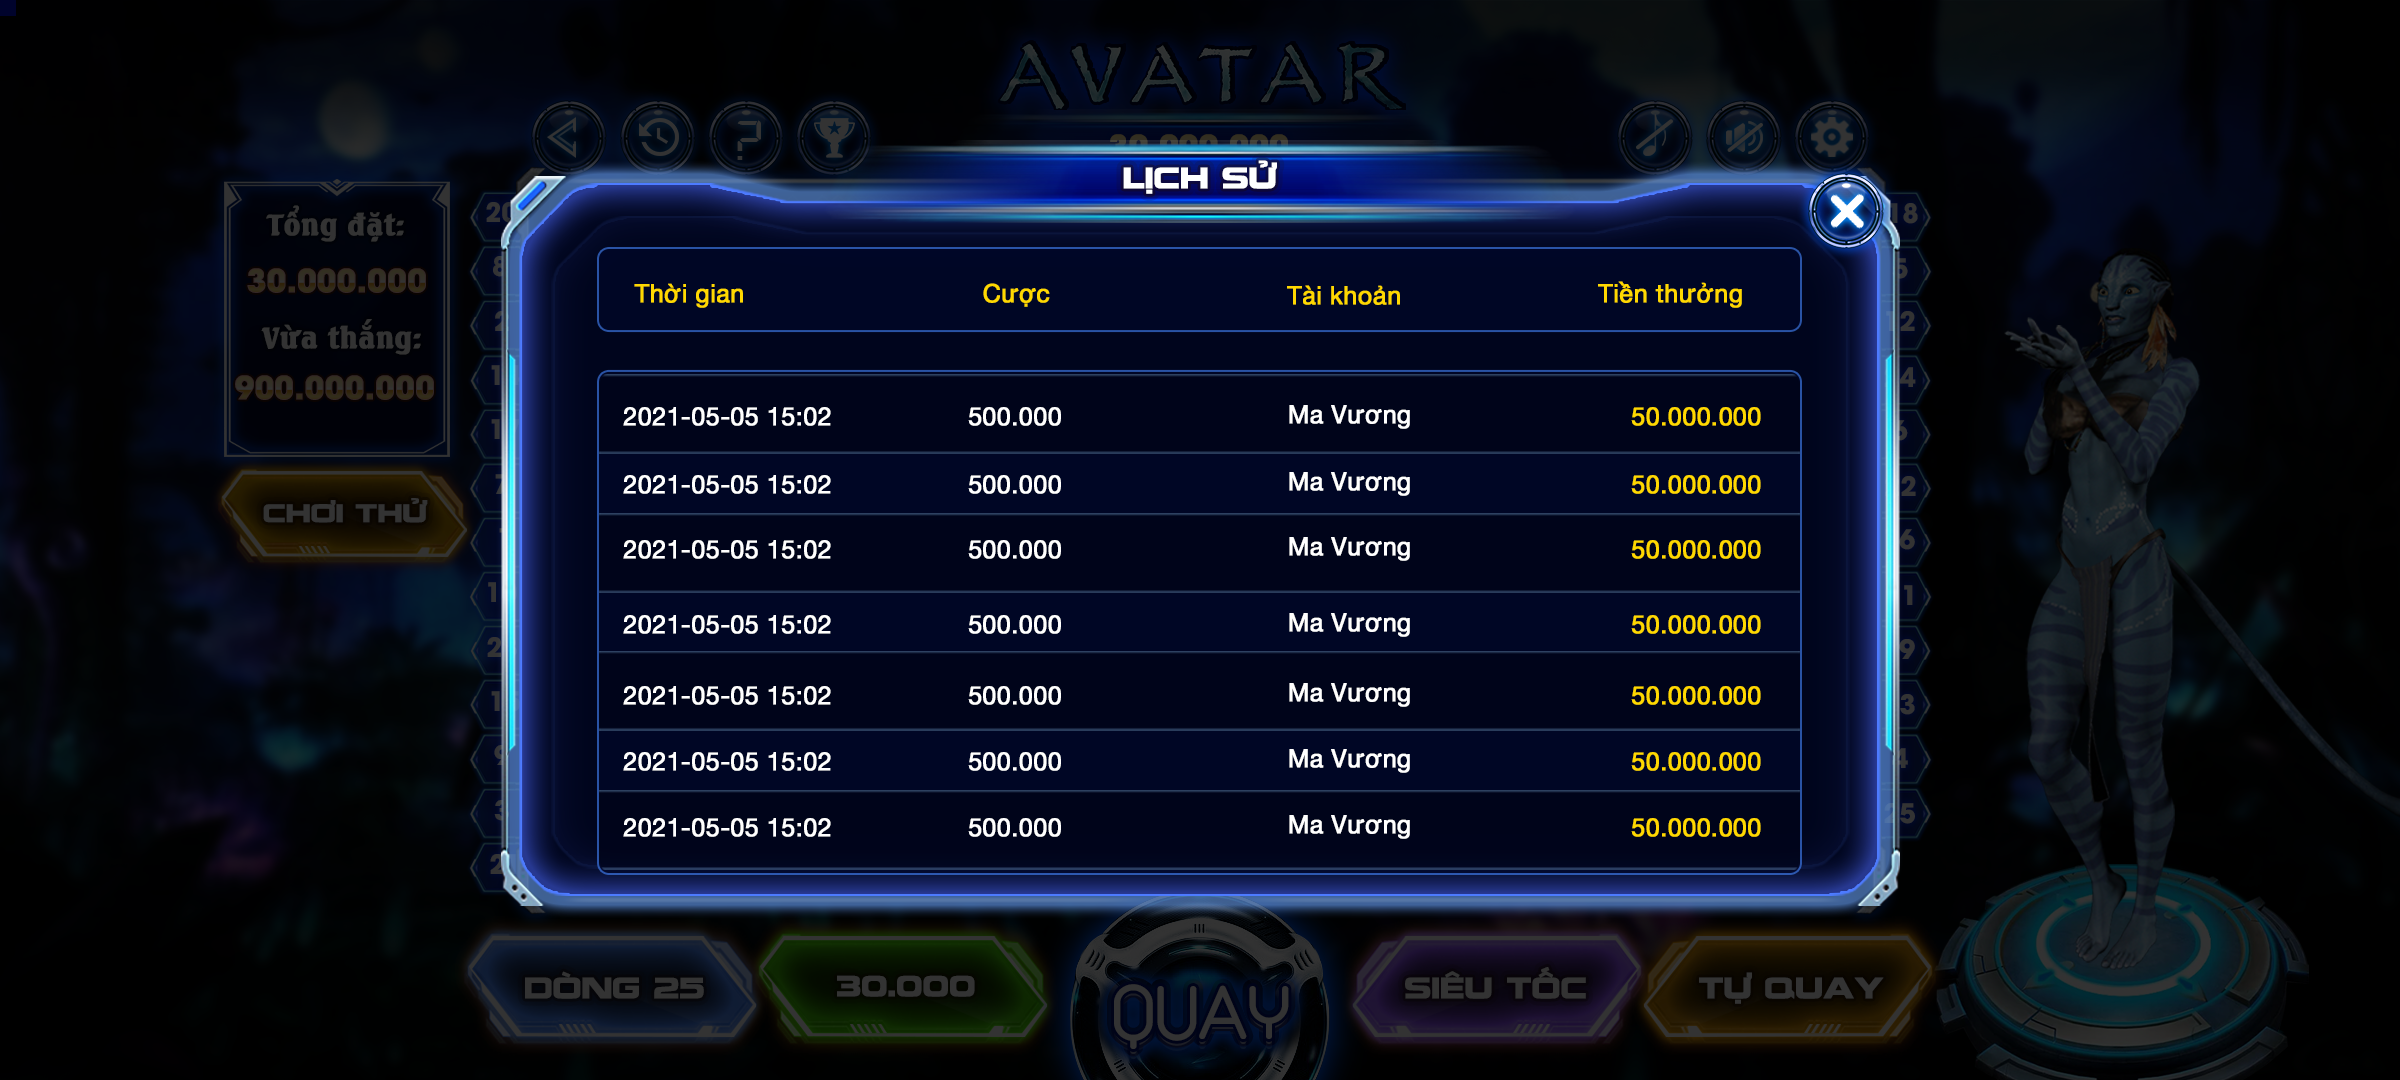 AVATAR
30.000.000
LỊCH SỬ
Tổng đặt:
30.000.000
Vừa thắng:
900.000.000
CHƠI THỬ
Thời gian Cược Tài khoản Tiền thưởng
2021-05-05 15:02 500.000 Ma Vương 50.000.000
2021-05-05 15:02 500.000 Ma Vương 50.000.000
2021-05-05 15:02 500.000 Ma Vương 50.000.000
2021-05-05 15:02 500.000 Ma Vương 50.000.000
2021-05-05 15:02 500.000 Ma Vương 50.000.000
2021-05-05 15:02 500.000 Ma Vương 50.000.000
2021-05-05 15:02 500.000 Ma Vương 50.000.000
DÒNG 25
30.000
QUAY
SIÊU TỐC
TỰ QUAY